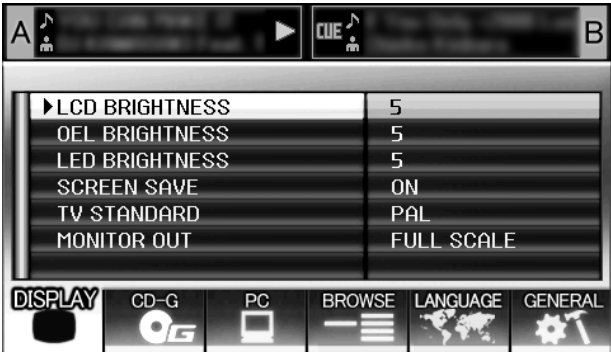 A
CUE
B
LCD BRIGHTNESS 5
OEL BRIGHTNESS 5
LED BRIGHTNESS 5
SCREEN SAVE ON
TV STANDARD PAL
MONITOR OUT FULL SCALE
DISPLAY CD-G PC BROWSE LANGUAGE GENERAL
G